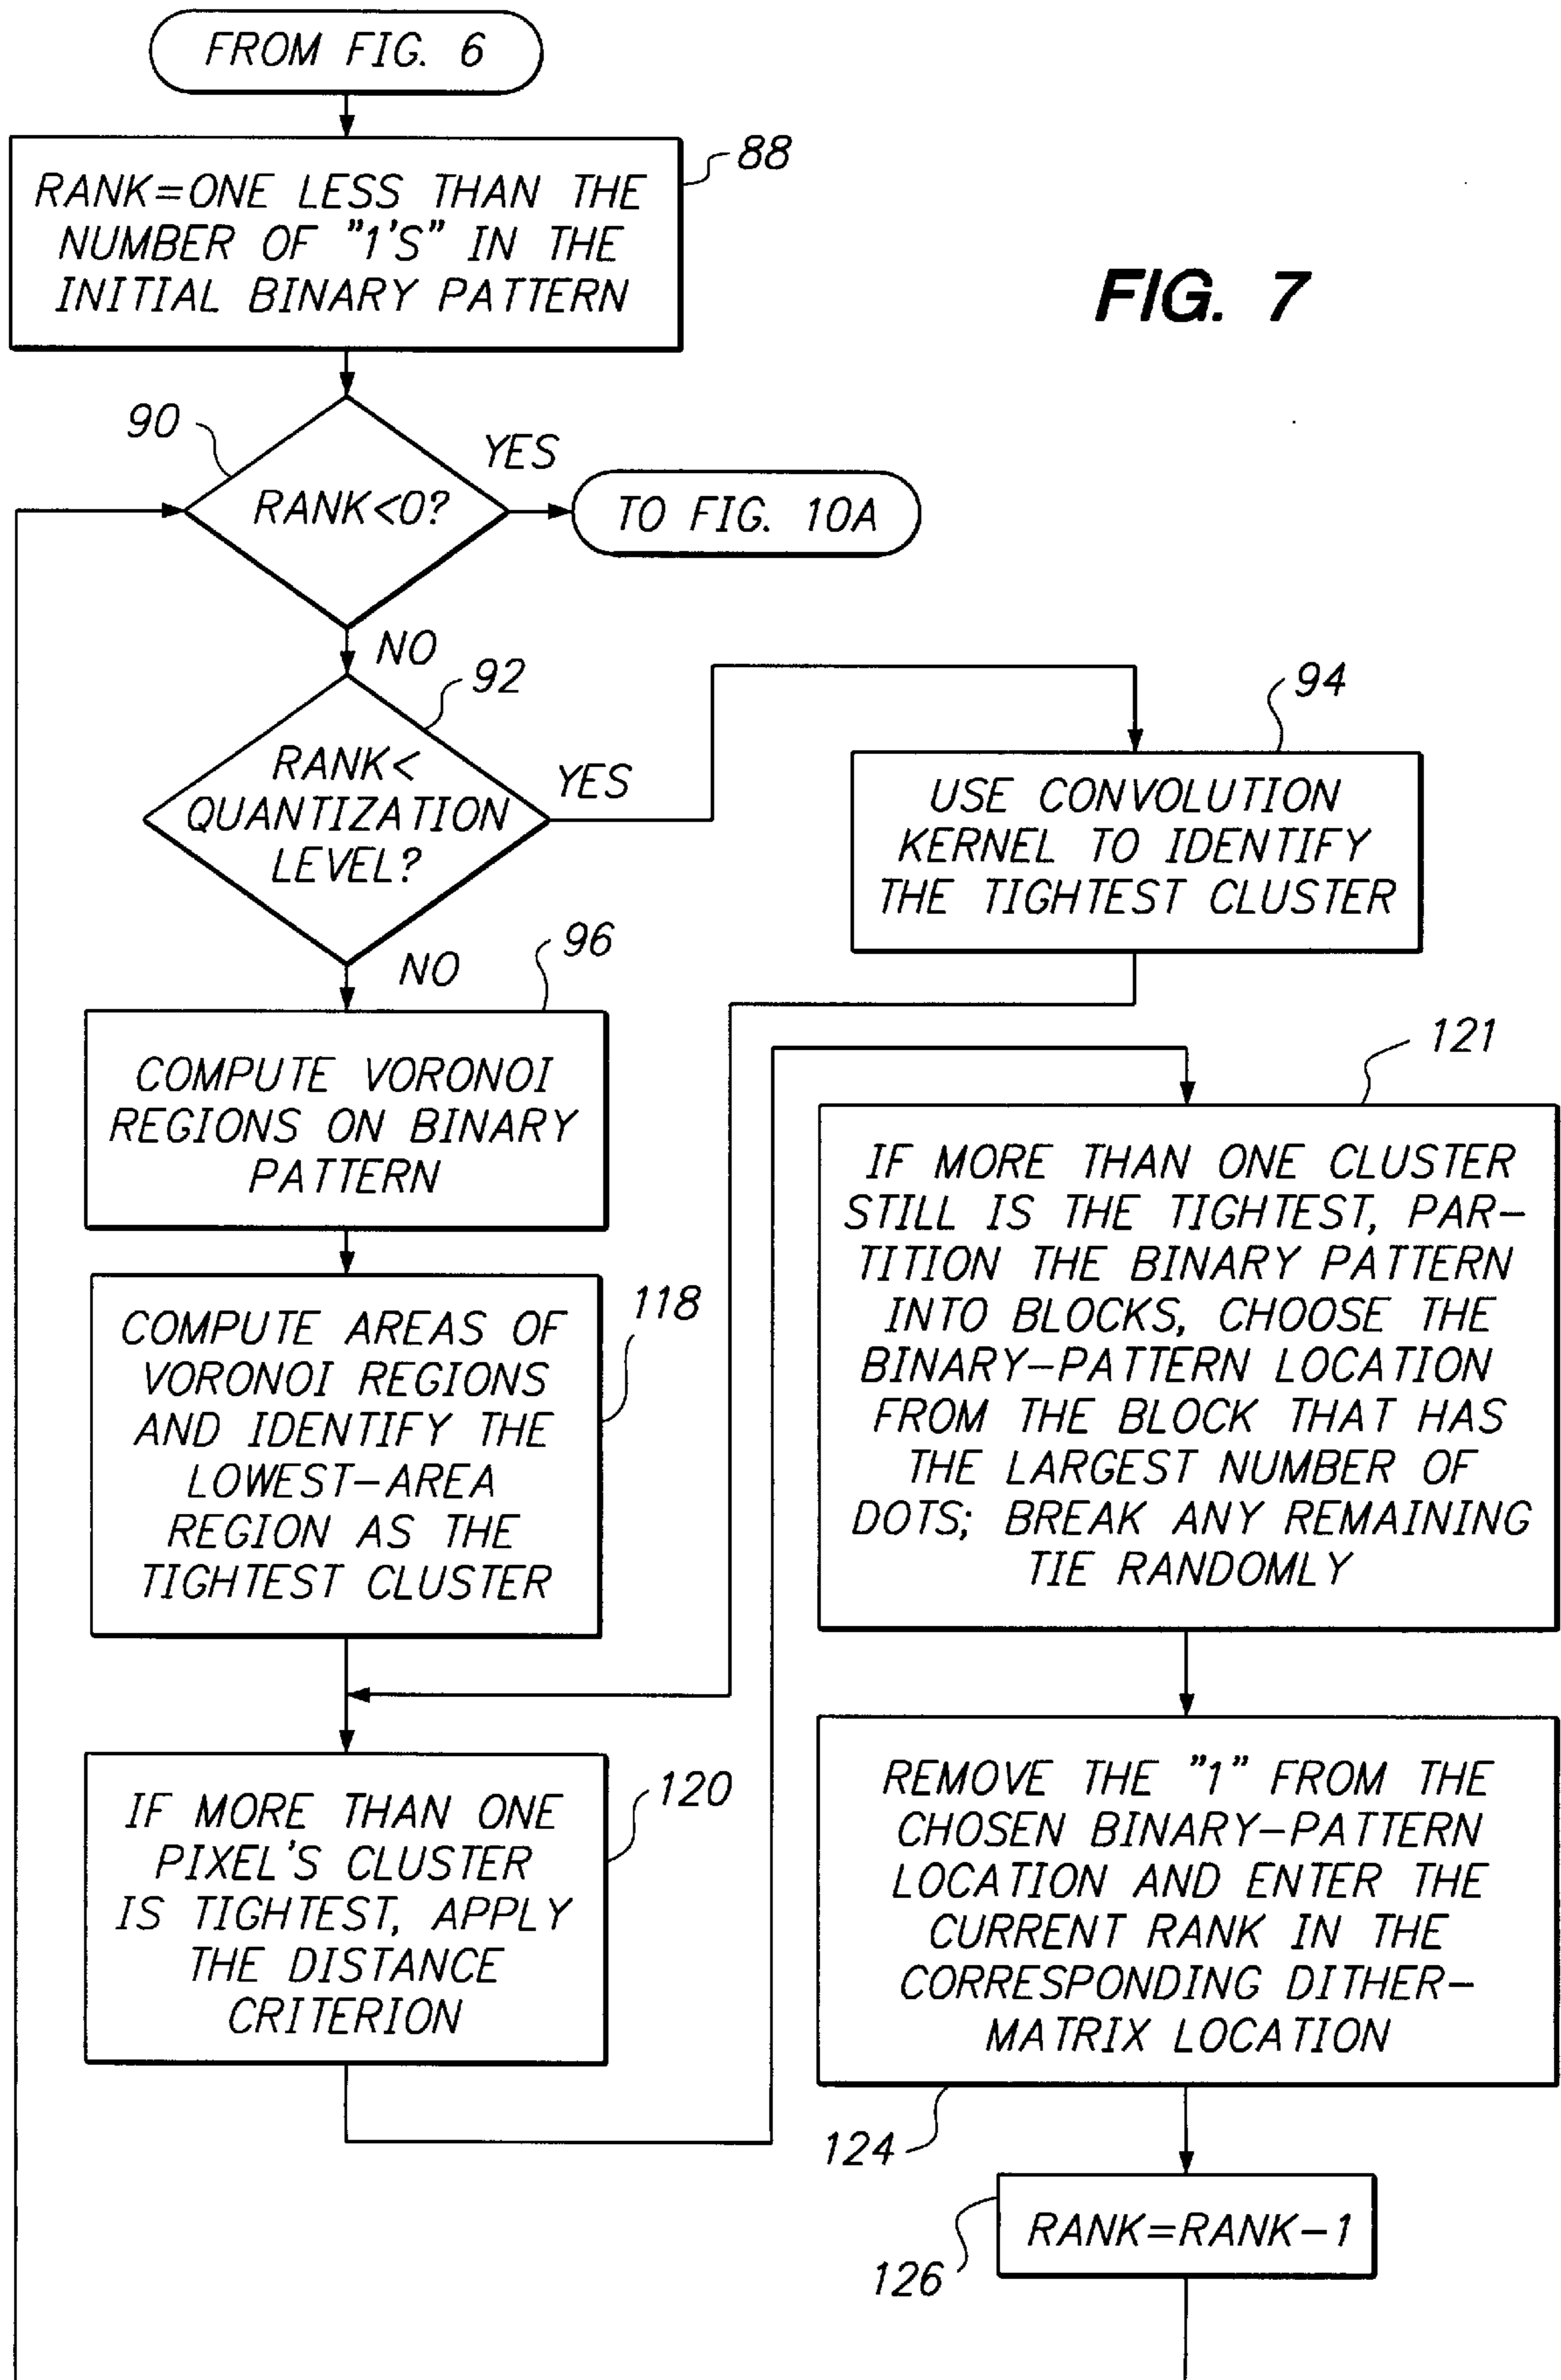 FROM FIG. 6
88
RANK=ONE LESS THAN THE
NUMBER OF "1'S" IN THE
INITIAL BINARY PATTERN
FIG. 7
90
RANK<0?
YES
TO FIG. 10A
NO
92
RANK<
QUANTIZATION
LEVEL?
YES
94
USE CONVOLUTION
KERNEL TO IDENTIFY
THE TIGHTEST CLUSTER
NO
96
COMPUTE VORONOI
REGIONS ON BINARY
PATTERN
118
COMPUTE AREAS OF
VORONOI REGIONS
AND IDENTIFY THE
LOWEST-AREA
REGION AS THE
TIGHTEST CLUSTER
120
IF MORE THAN ONE
PIXEL'S CLUSTER
IS TIGHTEST, APPLY
THE DISTANCE
CRITERION
121
IF MORE THAN ONE CLUSTER
STILL IS THE TIGHTEST, PAR-
TITION THE BINARY PATTERN
INTO BLOCKS, CHOOSE THE
BINARY-PATTERN LOCATION
FROM THE BLOCK THAT HAS
THE LARGEST NUMBER OF
DOTS; BREAK ANY REMAINING
TIE RANDOMLY
REMOVE THE "1" FROM THE
CHOSEN BINARY-PATTERN
LOCATION AND ENTER THE
CURRENT RANK IN THE
CORRESPONDING DITHER-
MATRIX LOCATION
124
RANK=RANK-1
126